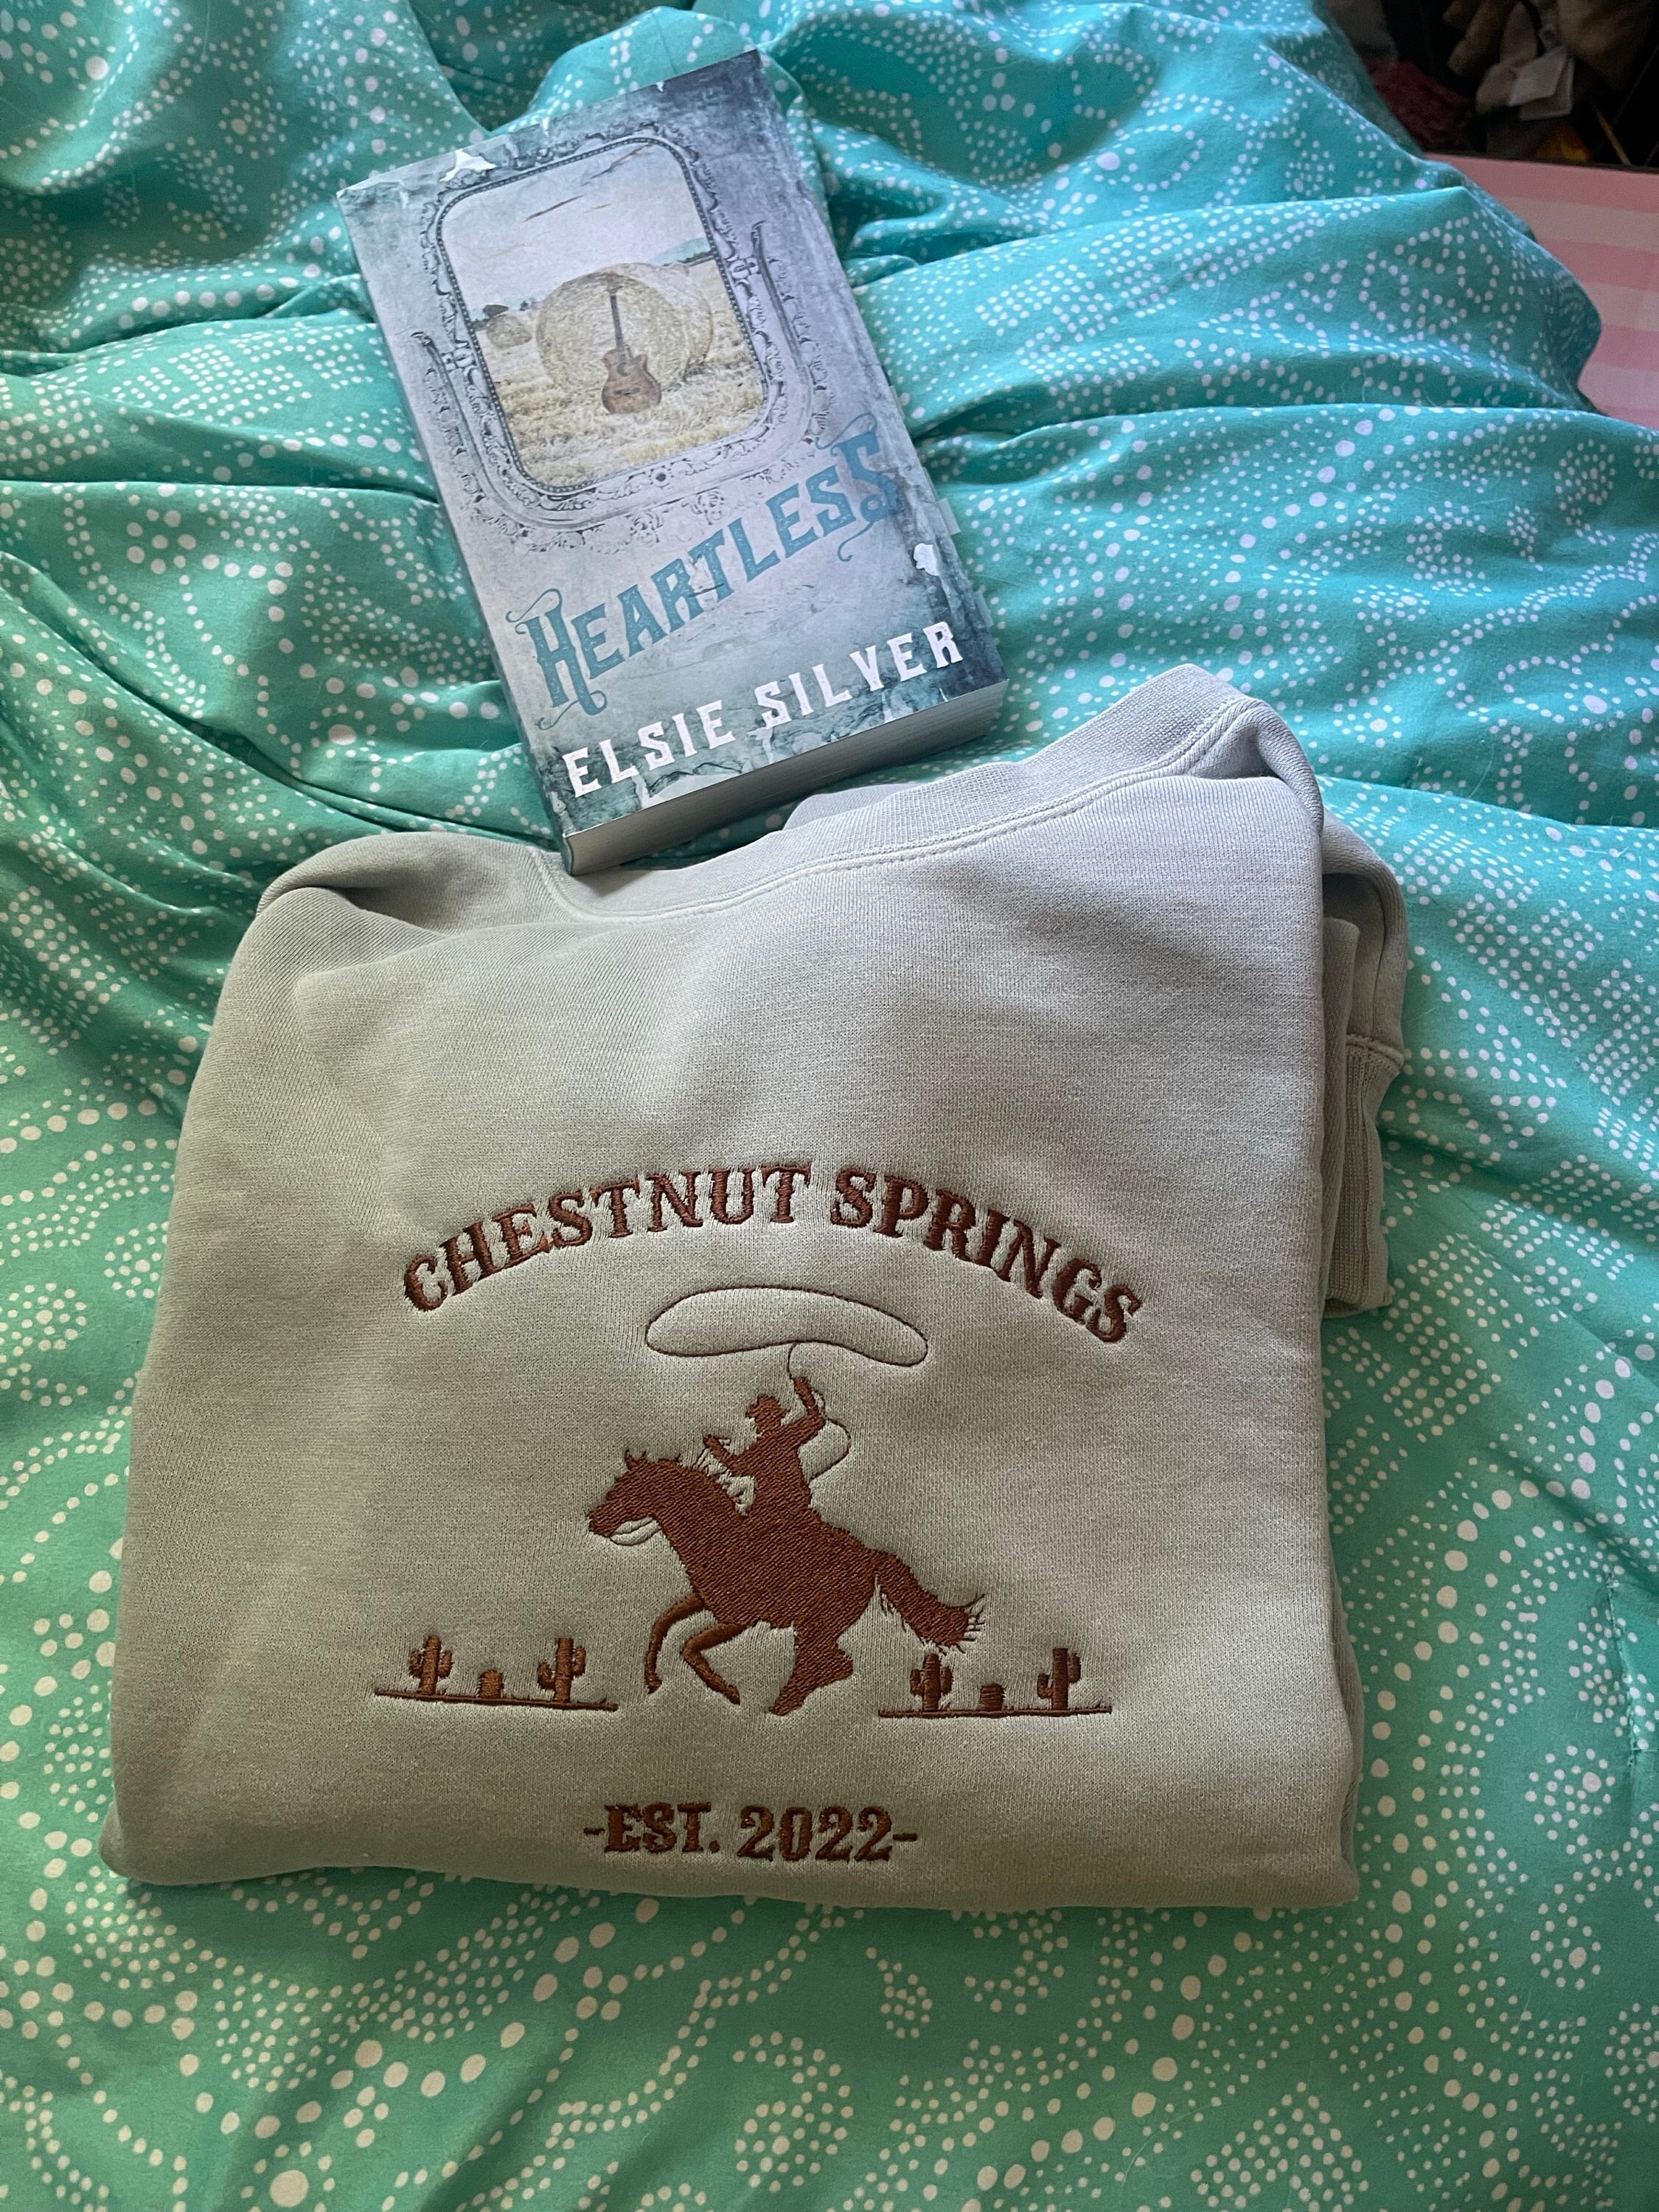 HEARTLESS
ELSIE SILVER
CHESTNUT SPRINGS
-EST. 2022-